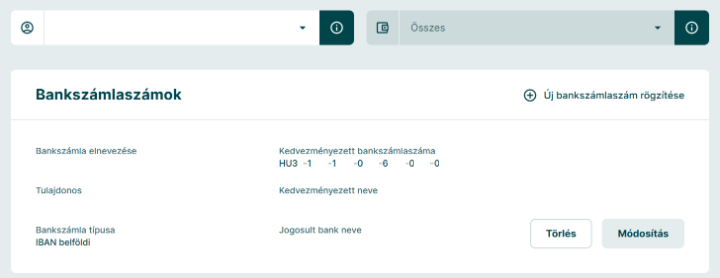 Összes
Bankszámlaszámok
Új bankszámlaszám rögzítése
Bankszámla elnevezése
Kedvezményezett bankszámlaszáma
HU3 -1 -1 -0 -6 -0 -0
Tulajdonos
Kedvezményezett neve
Bankszámla típusa
IBAN belföldi
Jogosult bank neve
Törlés
Módosítás